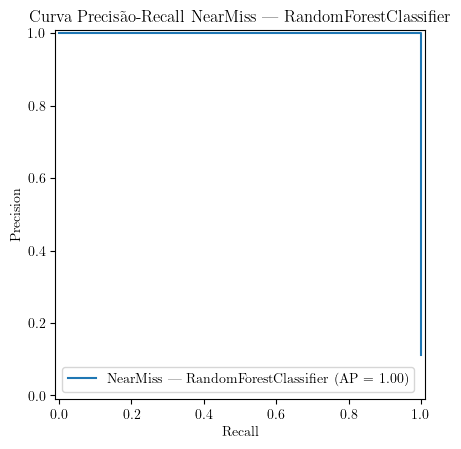 Curva Precisão-Recall NearMiss — RandomForestClassifier
1.0
0.8
0.6
0.4
0.2
0.0
Precision
NearMiss — RandomForestClassifier (AP = 1.00)
0.0 0.2 0.4 0.6 0.8 1.0
Recall